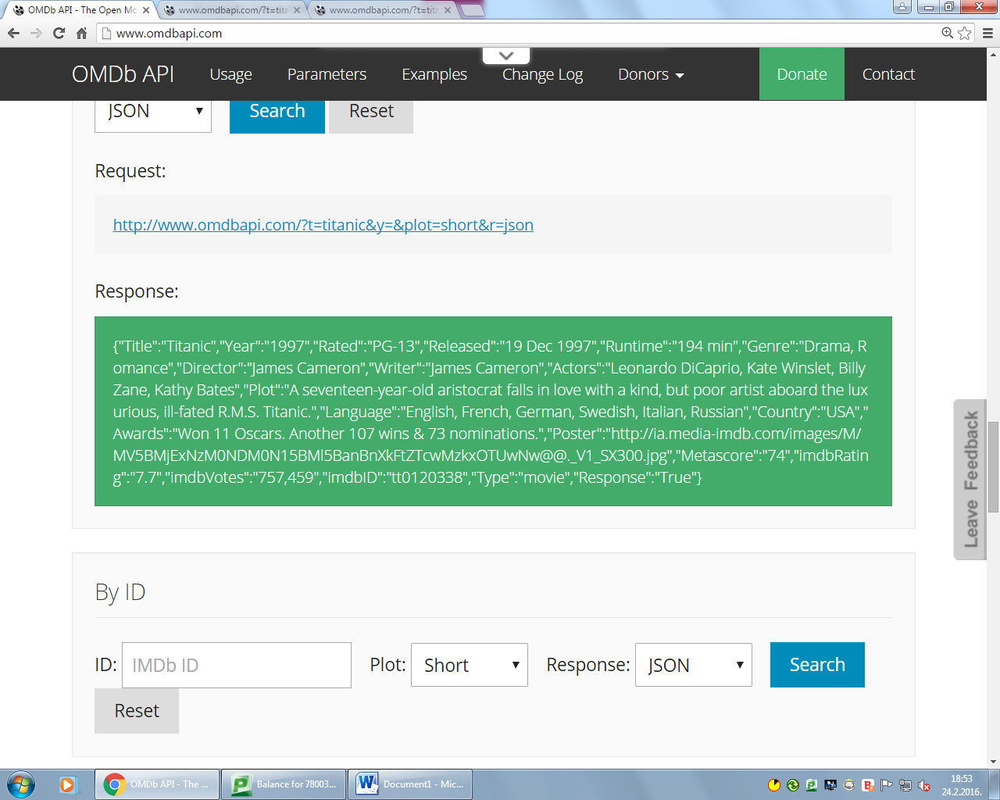 OMDb API - The Open Mc
www.omdbapi.com/?t=tita
www.omdbapi.com/?t=titr
www.omdbapi.com
OMDb API Usage Parameters Examples Change Log Donors Donate Contact
JSON Search Reset
Request:
http://www.omdbapi.com/?t=titanic&y=&plot=short&r=json
Response:
{"Title":"Titanic","Year":"1997","Rated":"PG-13","Released":"19 Dec 1997","Runtime":"194 min","Genre":"Drama, R
omance","Director":"James Cameron","Writer":"James Cameron","Actors":"Leonardo DiCaprio, Kate Winslet, Billy
Zane, Kathy Bates","Plot":"A seventeen-year-old aristocrat falls in love with a kind, but poor artist aboard the lux
urious, ill-fated R.M.S. Titanic.","Language":"English, French, German, Swedish, Italian, Russian","Country":"USA","
Awards":"Won 11 Oscars. Another 107 wins & 73 nominations.","Poster":"http://ia.media-imdb.com/images/M/
MV5BMjExNzM0NDM0N15BMl5BanBnXkFtZTcwMzkxOTUwNw@@._V1_SX300.jpg","Metascore":"74","imdbRatin
g":"7.7","imdbVotes":"757,459","imdbID":"tt0120338","Type":"movie","Response":"True"}
Leave Feedback
By ID
ID: IMDb ID Plot: Short Response: JSON Search
Reset
OMDb API - The ...
Balance for 78003...
Document1 - Mic...
18:53
24.2.2016.